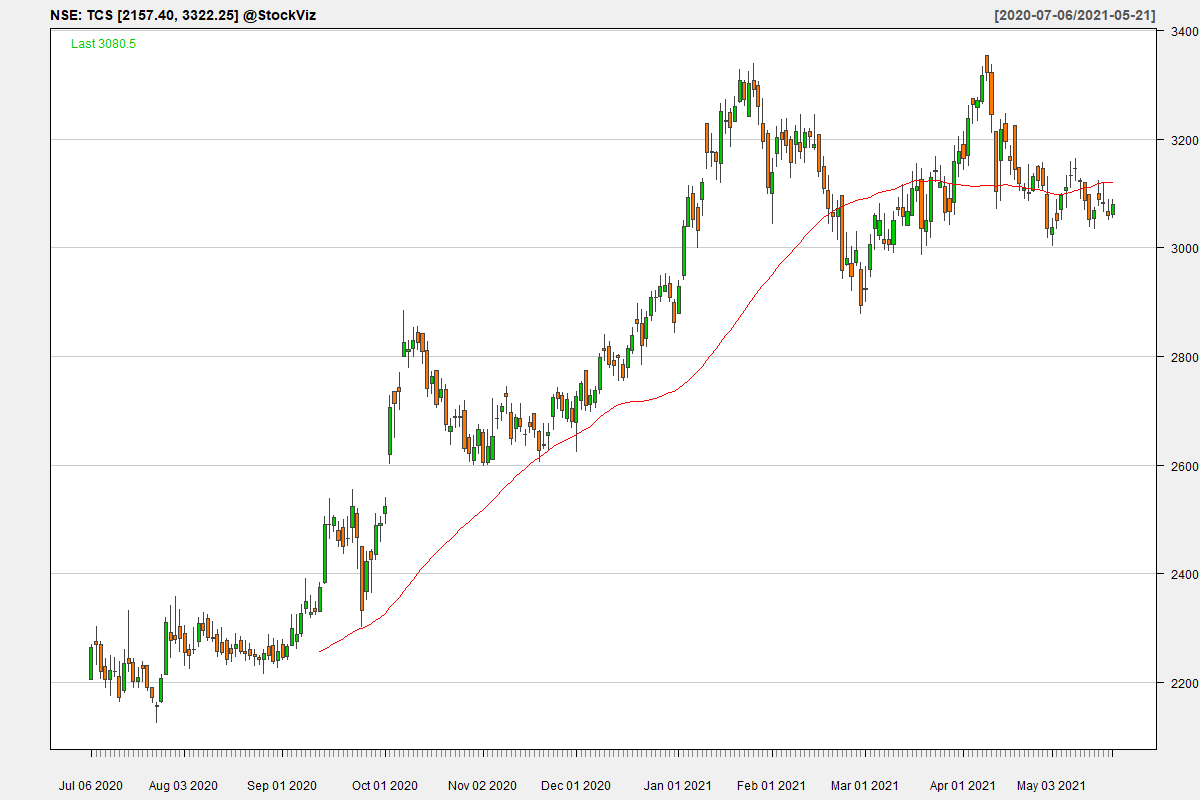 NSE: TCS [2157.40, 3322.25] @StockViz [2020-07-06/2021-05-21]
Last 3080.5
3400
3200
3000
2800
2600
2400
2200
Jul 06 2020 Aug 03 2020 Sep 01 2020 Oct 01 2020 Nov 02 2020 Dec 01 2020 Jan 01 2021 Feb 01 2021 Mar 01 2021 Apr 01 2021 May 03 2021